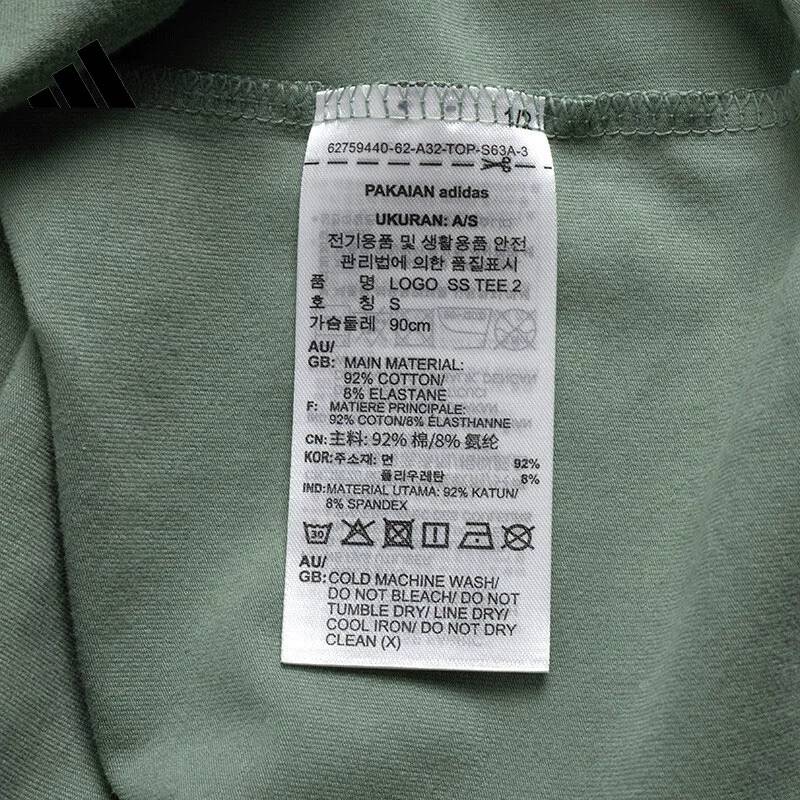 1/2
62759440-62-A32-TOP-S63A-3
PAKAIAN adidas
UKURAN: A/S
전기용품 및 생활용품 안전
관리법에 의한 품질표시
품 명 LOGO SS TEE 2
호 칭 S
가슴둘레 90cm
AU/
GB: MAIN MATERIAL:
92% COTTON/
8% ELASTANE
F: MATIERE PRINCIPALE:
92% COTON/8% ÉLASTHANNE
CN: 主料: 92% 棉/8% 氨纶
KOR: 주소재: 면 92%
폴리우레탄 8%
IND: MATERIAL UTAMA: 92% KATUN/
8% SPANDEX
30
AU/
GB: COLD MACHINE WASH/
DO NOT BLEACH/ DO NOT
TUMBLE DRY/ LINE DRY/
COOL IRON/ DO NOT DRY
CLEAN (X)